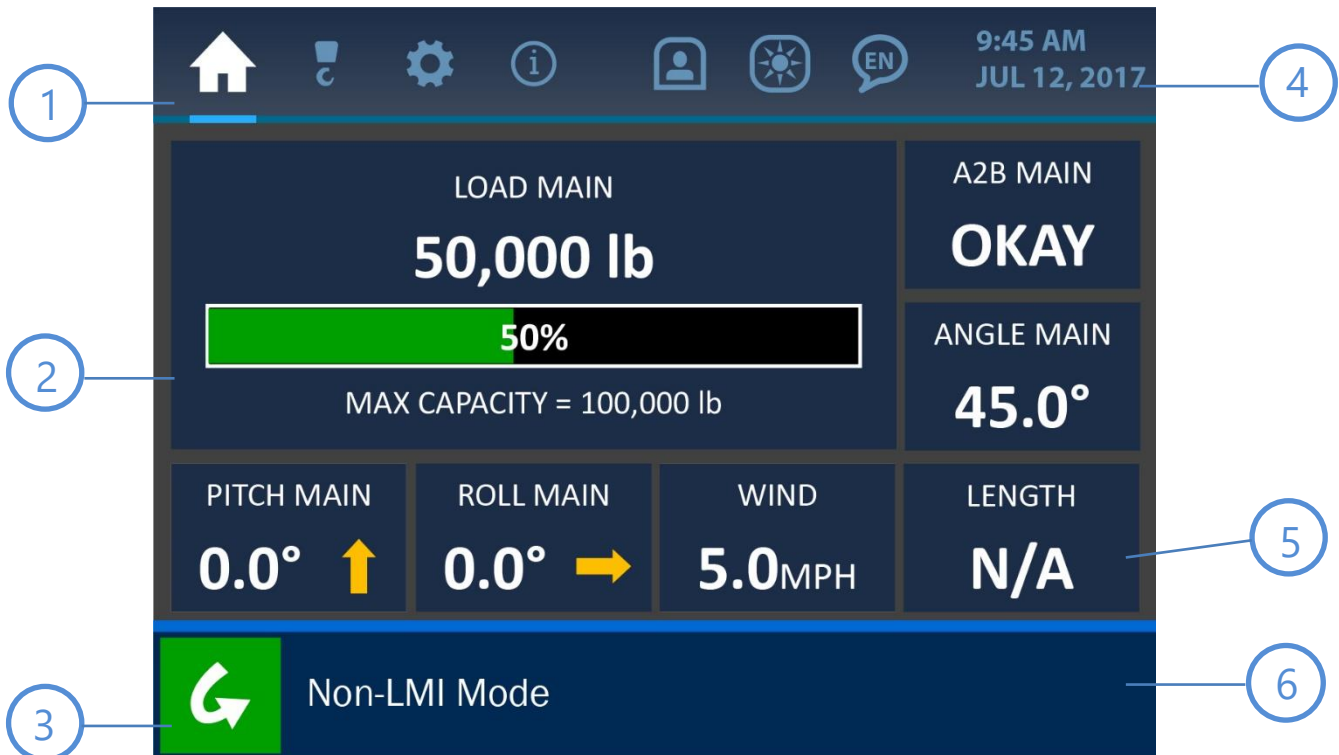 EN
9:45 AM
JUL 12, 2017
1
4
LOAD MAIN
50,000 lb
50%
MAX CAPACITY = 100,000 lb
A2B MAIN
OKAY
2
ANGLE MAIN
45.0°
PITCH MAIN
0.0°
ROLL MAIN
0.0°
WIND
5.0MPH
LENGTH
N/A
5
3
Non-LMI Mode
6